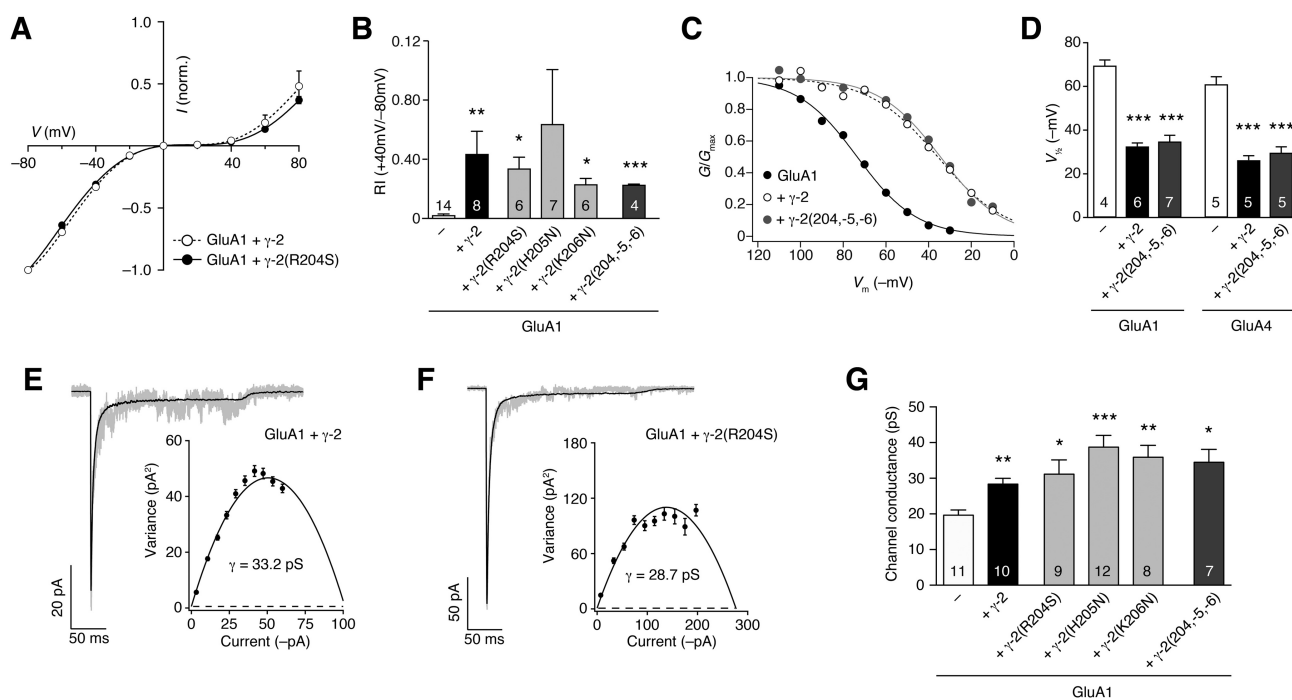 A
1.0
0.5
−0.5
−1.0
I (norm.)
V (mV)
−80
−40
40
80
GluA1 + γ-2
GluA1 + γ-2(R204S)
B
RI (+40mV/−80mV)
0.12
0.80
0.40
0
14
8
6
7
6
4
**
*
*
***
−
+ γ-2
+ γ-2(R204S)
+ γ-2(H205N)
+ γ-2(K206N)
+ γ-2(204,-5,-6)
GluA1
C
G/Gmax
1.0
0.8
0.6
0.4
0.2
0
GluA1
+ γ-2
+ γ-2(204,-5,-6)
120 100 80 60 40 20 0
Vm (−mV)
D
V½ (−mV)
80
60
40
20
0
*** ***
*** ***
4 6 7 5 5 5
−
+ γ-2
+ γ-2(204,-5,-6)
−
+ γ-2
+ γ-2(204,-5,-6)
GluA1
GluA4
E
20 pA
50 ms
GluA1 + γ-2
Variance (pA²)
60
40
20
0
γ = 33.2 pS
0 25 50 75 100
Current (−pA)
F
50 pA
50 ms
GluA1 + γ-2(R204S)
Variance (pA²)
180
120
60
0
γ = 28.7 pS
0 100 200 300
Current (−pA)
G
Channel conductance (pS)
50
40
30
20
10
0
**
*
***
**
*
11 10 9 12 8 7
−
+ γ-2
+ γ-2(R204S)
+ γ-2(H205N)
+ γ-2(K206N)
+ γ-2(204,-5,-6)
GluA1